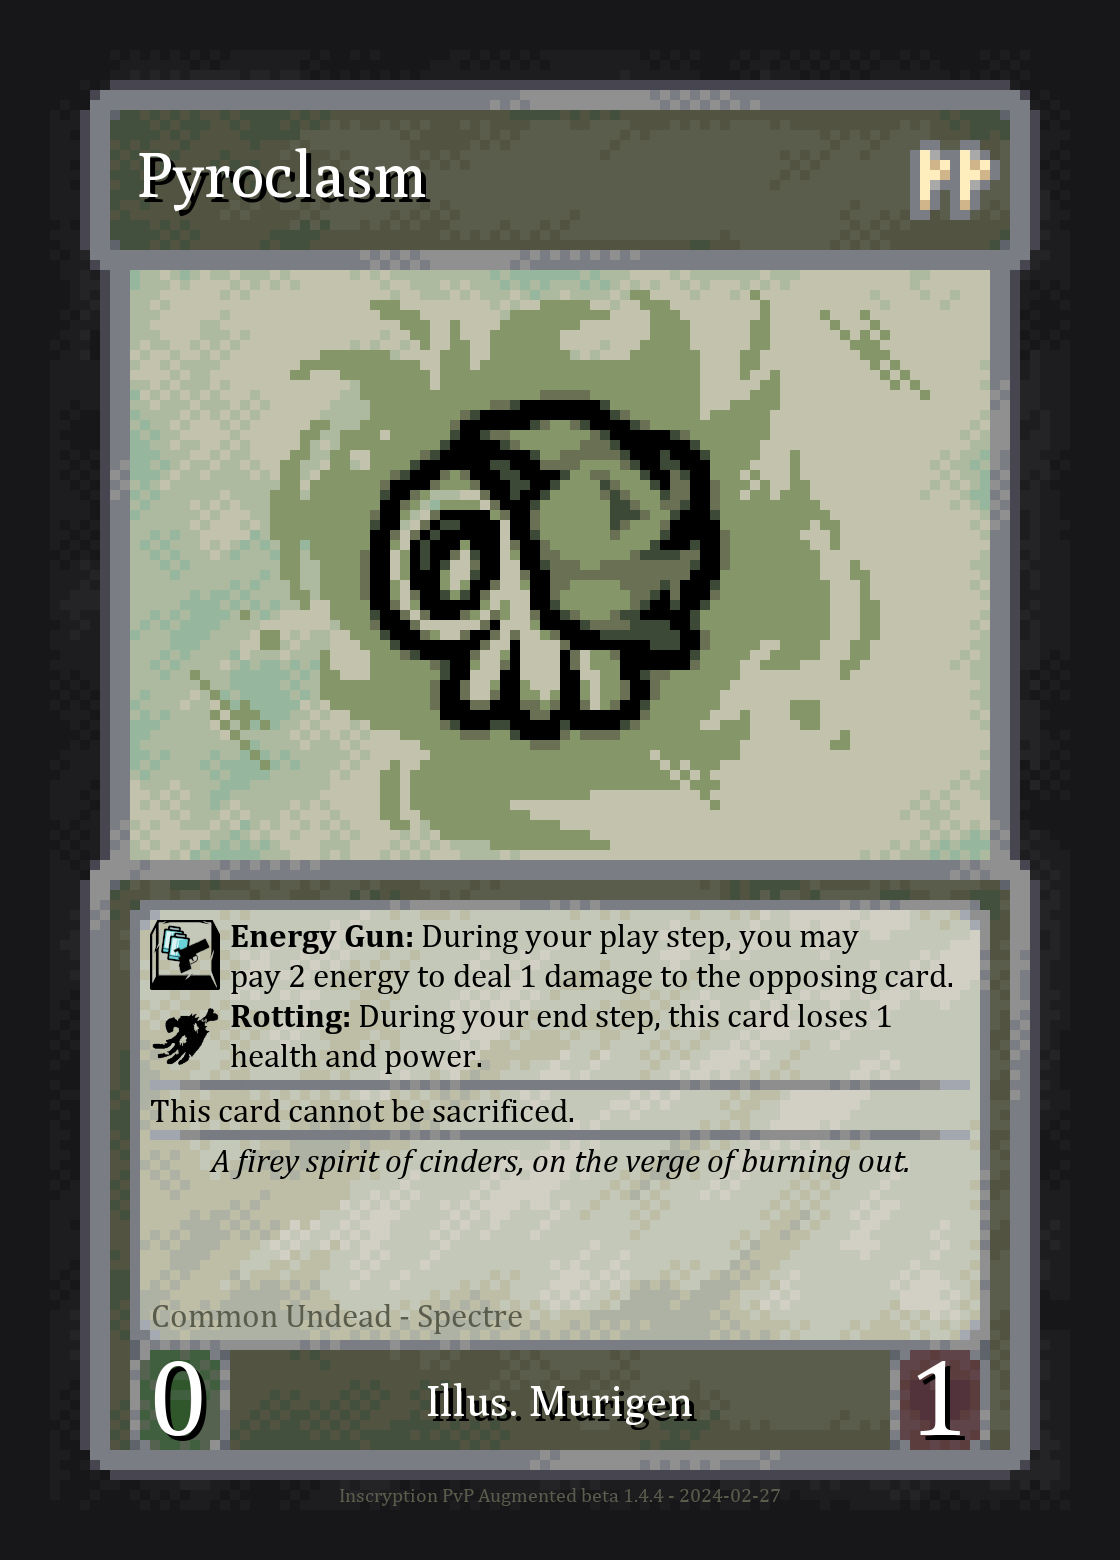 Pyroclasm
Energy Gun: During your play step, you may
pay 2 energy to deal 1 damage to the opposing card.
Rotting: During your end step, this card loses 1
health and power.
This card cannot be sacrificed.
A firey spirit of cinders, on the verge of burning out.
Common Undead - Spectre
0 Illus. Murigen 1
Inscryption PvP Augmented beta 1.4.4 - 2024-02-27